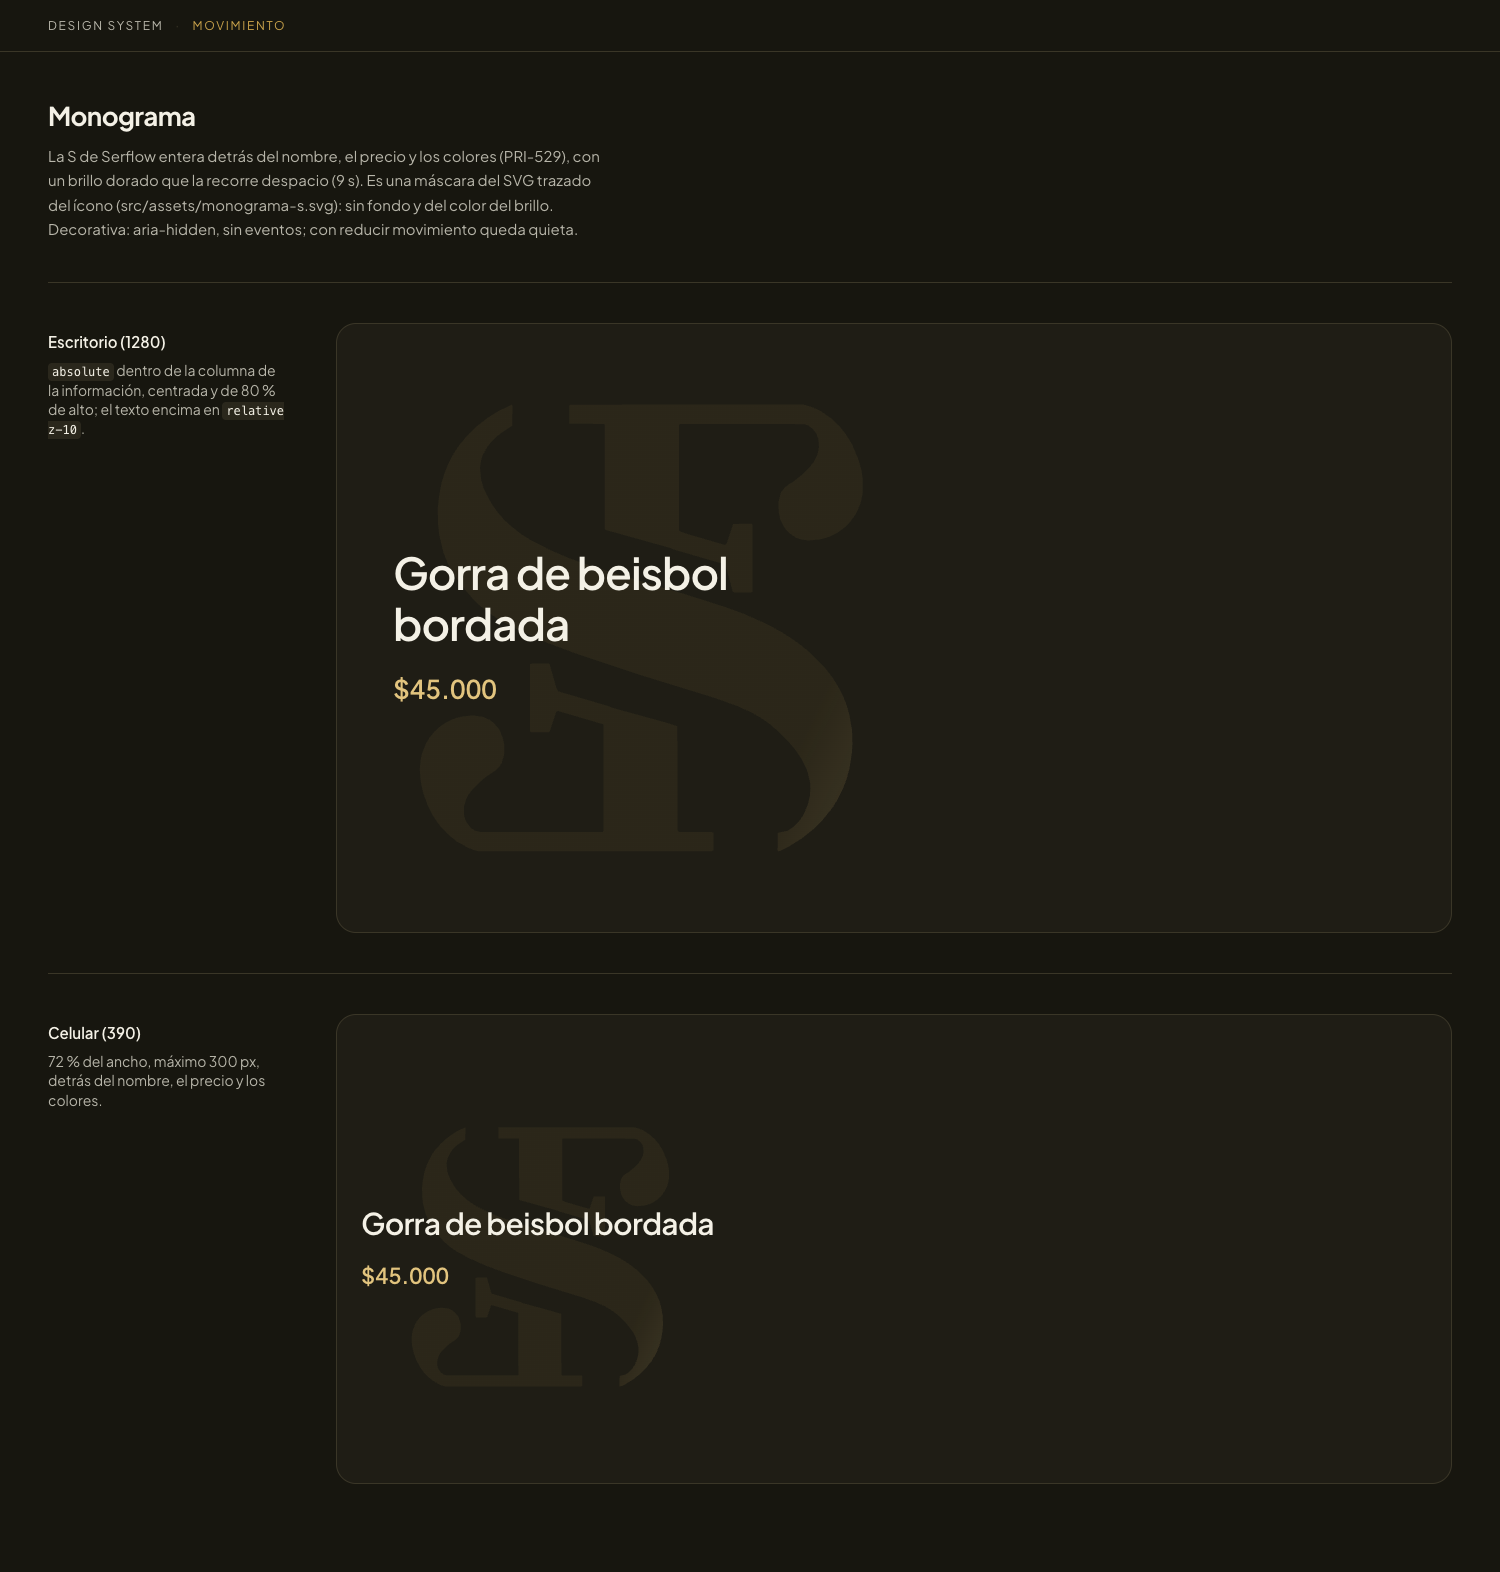 DESIGN SYSTEM · MOVIMIENTO
Monograma
La S de Serflow entera detrás del nombre, el precio y los colores (PRI-529), con
un brillo dorado que la recorre despacio (9 s). Es una máscara del SVG trazado
del ícono (src/assets/monograma-s.svg): sin fondo y del color del brillo.
Decorativa: aria-hidden, sin eventos; con reducir movimiento queda quieta.
Escritorio (1280)
absolute dentro de la columna de
la información, centrada y de 80 %
de alto; el texto encima en relative
z-10.
Gorra de beisbol
bordada
$45.000
Celular (390)
72 % del ancho, máximo 300 px,
detrás del nombre, el precio y los
colores.
Gorra de beisbol bordada
$45.000